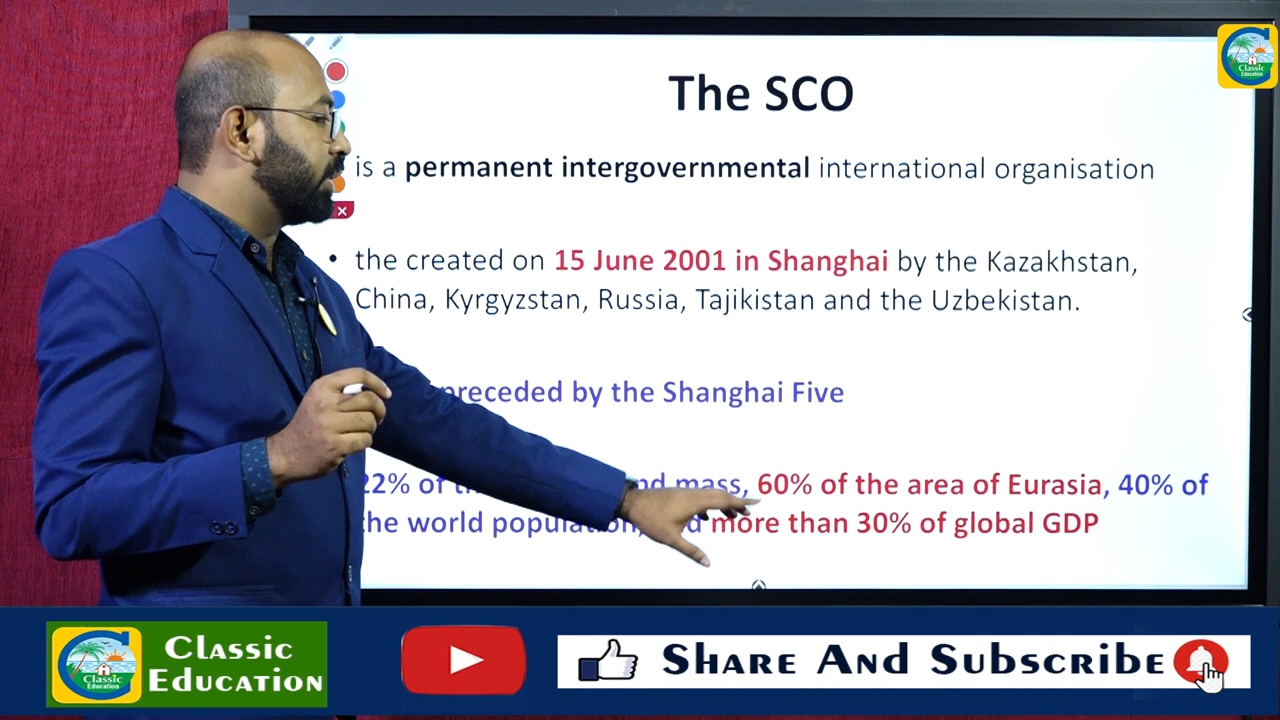 Classic
Education
The SCO
is a permanent intergovernmental international organisation
• the created on 15 June 2001 in Shanghai by the Kazakhstan,
China, Kyrgyzstan, Russia, Tajikistan and the Uzbekistan.
preceded by the Shanghai Five
22% of mass, 60% of the area of Eurasia, 40% of
the world population, more than 30% of global GDP
Classic
Education
Classic
Education
Share And Subscribe